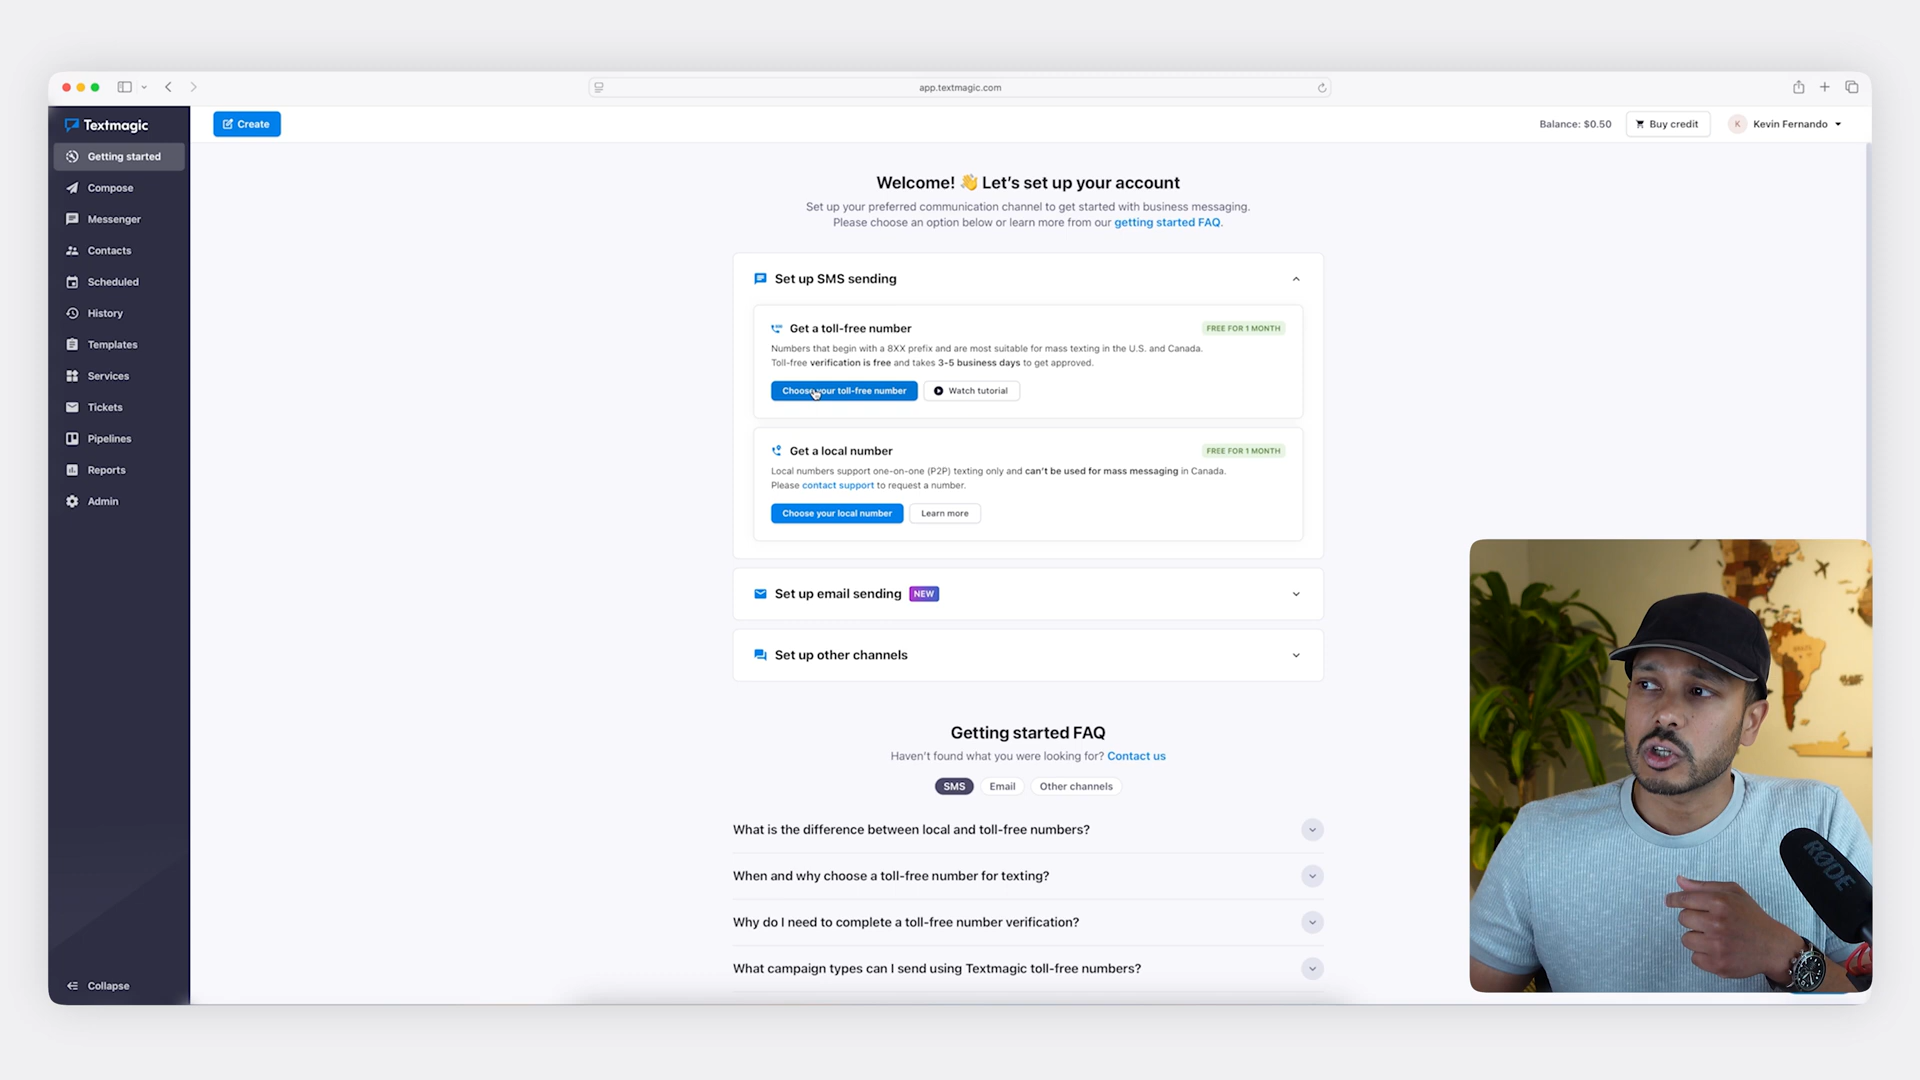 app.textmagic.com
Textmagic
Create
Balance: $0.50
Buy credit
K
Kevin Fernando
Getting started
Compose
Messenger
Contacts
Scheduled
History
Templates
Services
Tickets
Pipelines
Reports
Admin
Collapse
Welcome! 👋 Let's set up your account
Set up your preferred communication channel to get started with business messaging.
Please choose an option below or learn more from our getting started FAQ.
Set up SMS sending
Get a toll-free number
FREE FOR 1 MONTH
Numbers that begin with a 8XX prefix and are most suitable for mass texting in the U.S. and Canada.
Toll-free verification is free and takes 3-5 business days to get approved.
Choose your toll-free number
Watch tutorial
Get a local number
FREE FOR 1 MONTH
Local numbers support one-on-one (P2P) texting only and can't be used for mass messaging in Canada.
Please contact support to request a number.
Choose your local number
Learn more
Set up email sending
NEW
Set up other channels
Getting started FAQ
Haven't found what you were looking for? Contact us
SMS
Email
Other channels
What is the difference between local and toll-free numbers?
When and why choose a toll-free number for texting?
Why do I need to complete a toll-free number verification?
What campaign types can I send using Textmagic toll-free numbers?
BRASIL
RØDE